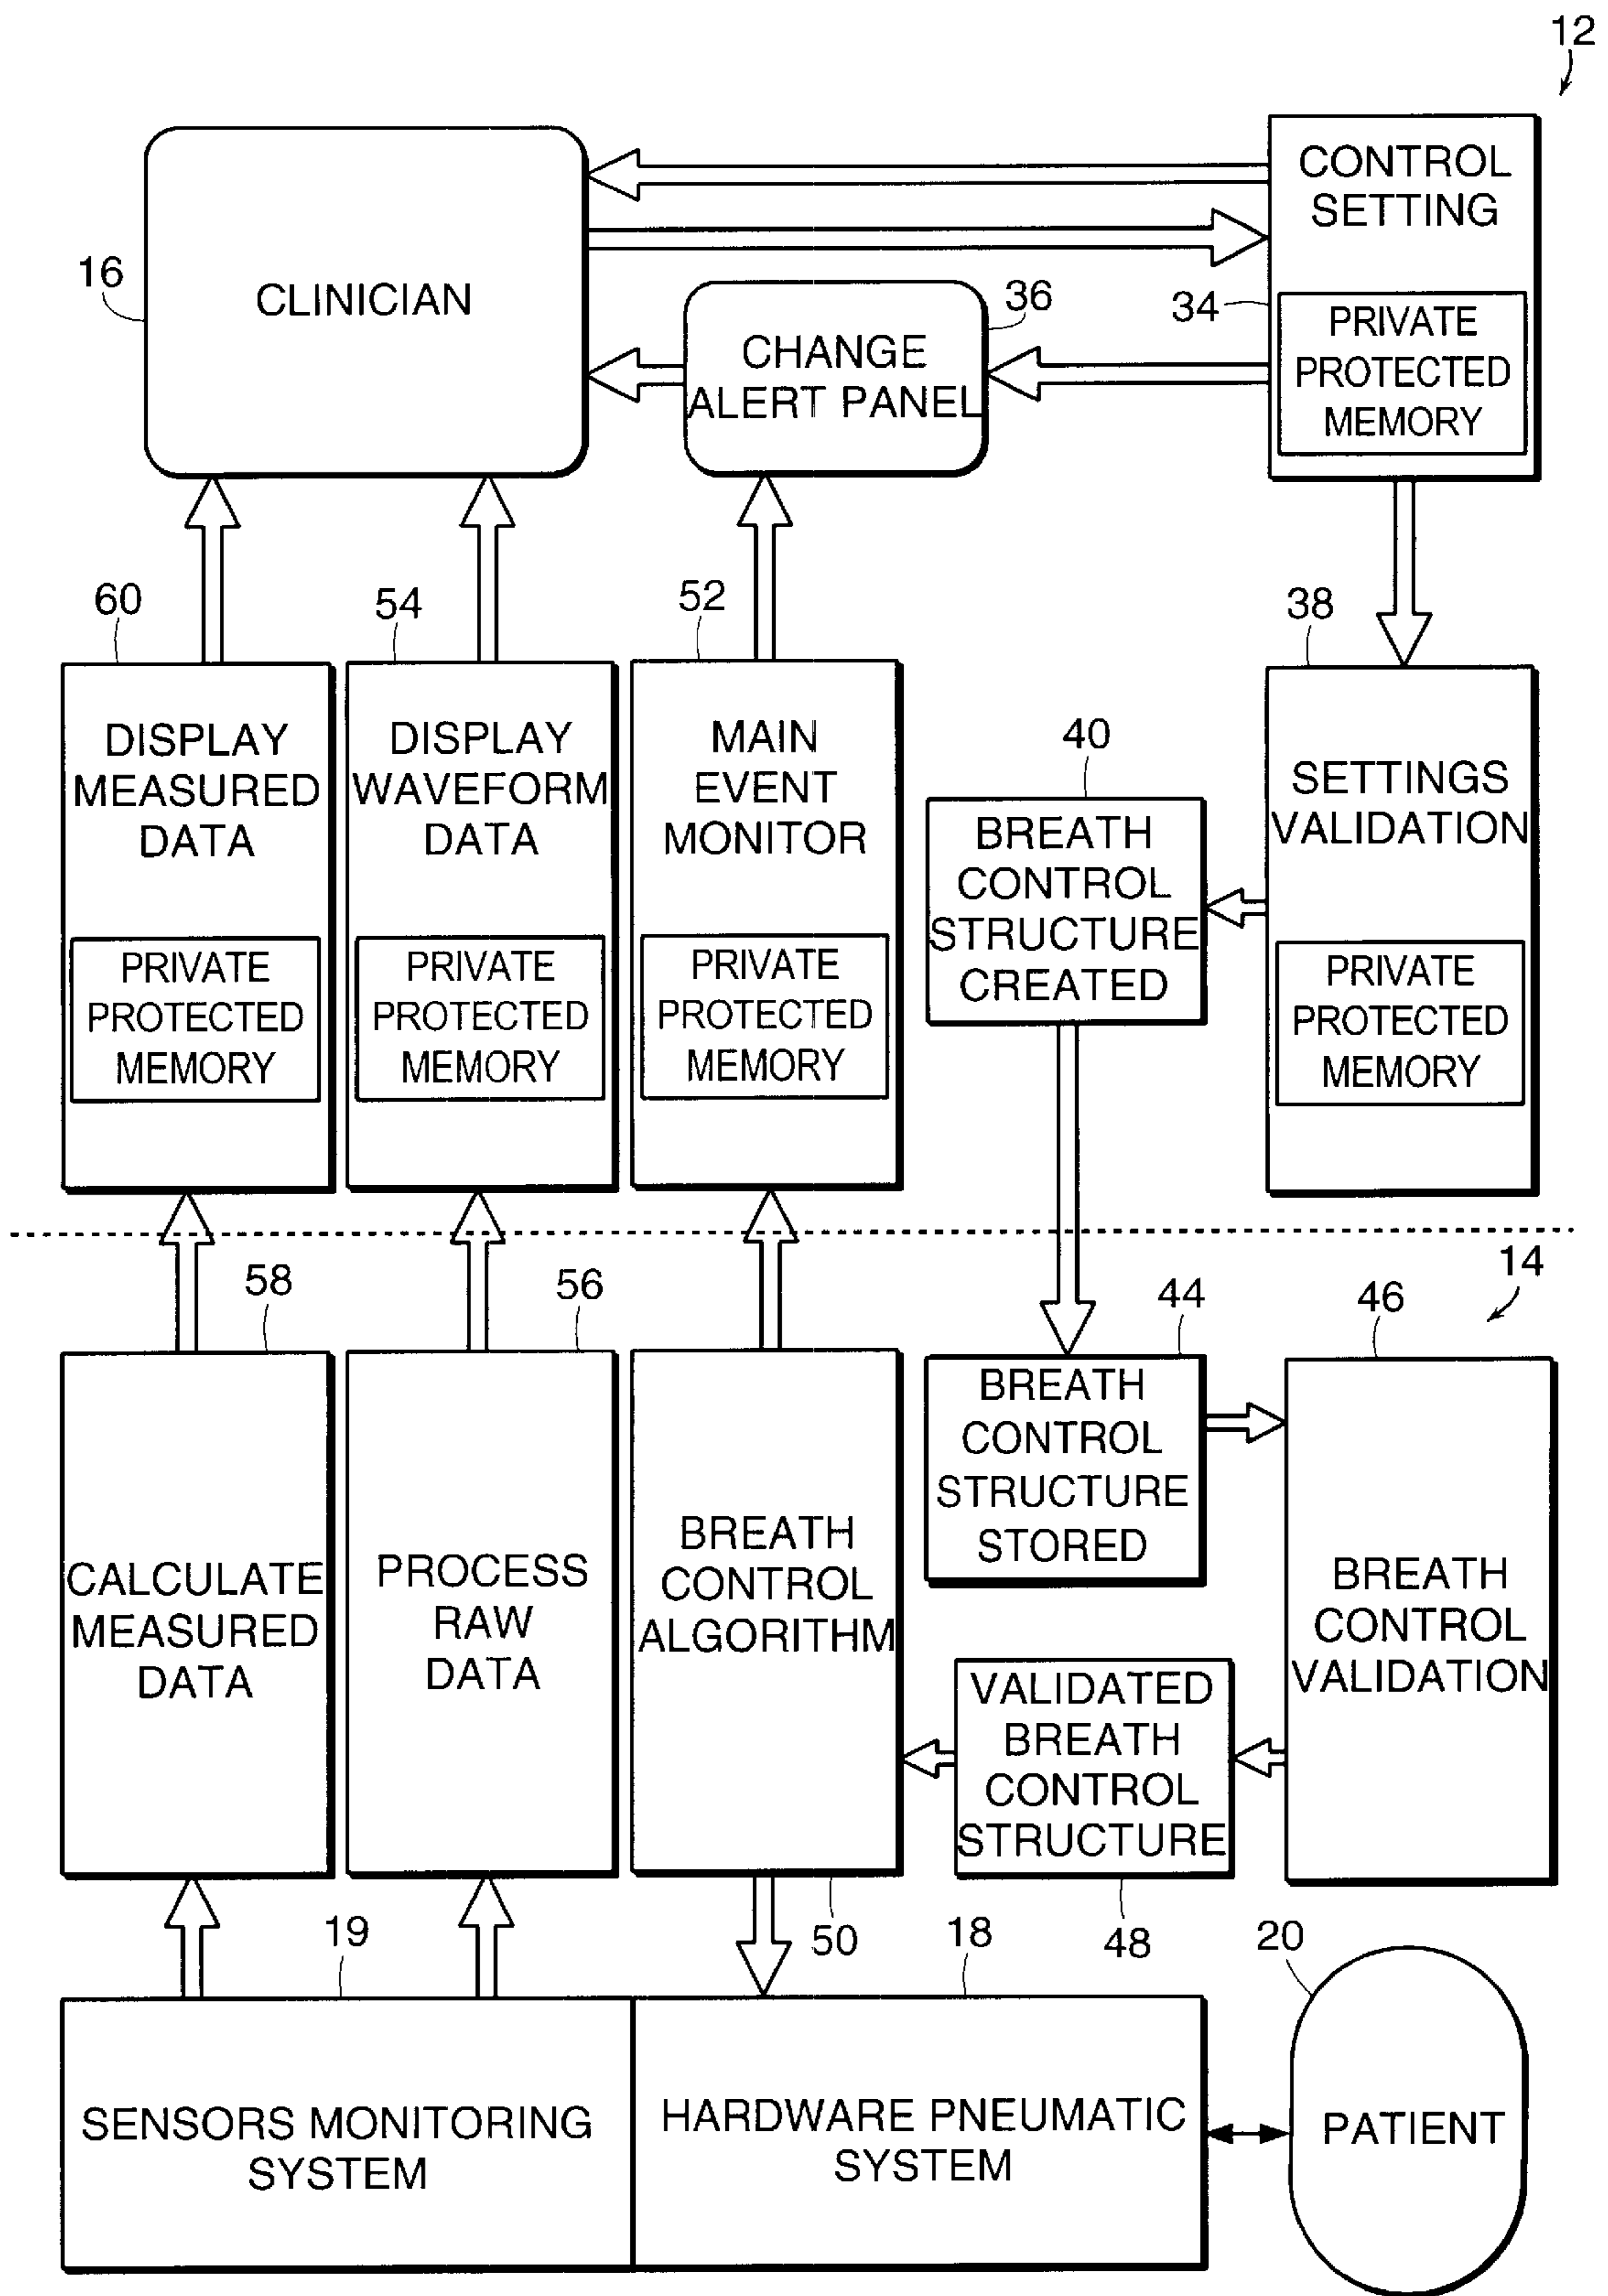 12
CONTROL
SETTING
16
CLINICIAN
34
PRIVATE
PROTECTED
MEMORY
36
CHANGE
ALERT PANEL
60
DISPLAY
MEASURED
DATA
PRIVATE
PROTECTED
MEMORY
54
DISPLAY
WAVEFORM
DATA
PRIVATE
PROTECTED
MEMORY
52
MAIN
EVENT
MONITOR
PRIVATE
PROTECTED
MEMORY
40
BREATH
CONTROL
STRUCTURE
CREATED
38
SETTINGS
VALIDATION
PRIVATE
PROTECTED
MEMORY
14
58
CALCULATE
MEASURED
DATA
56
PROCESS
RAW
DATA
BREATH
CONTROL
ALGORITHM
50
44
BREATH
CONTROL
STRUCTURE
STORED
46
BREATH
CONTROL
VALIDATION
VALIDATED
BREATH
CONTROL
STRUCTURE
48
19
SENSORS MONITORING
SYSTEM
18
HARDWARE PNEUMATIC
SYSTEM
20
PATIENT